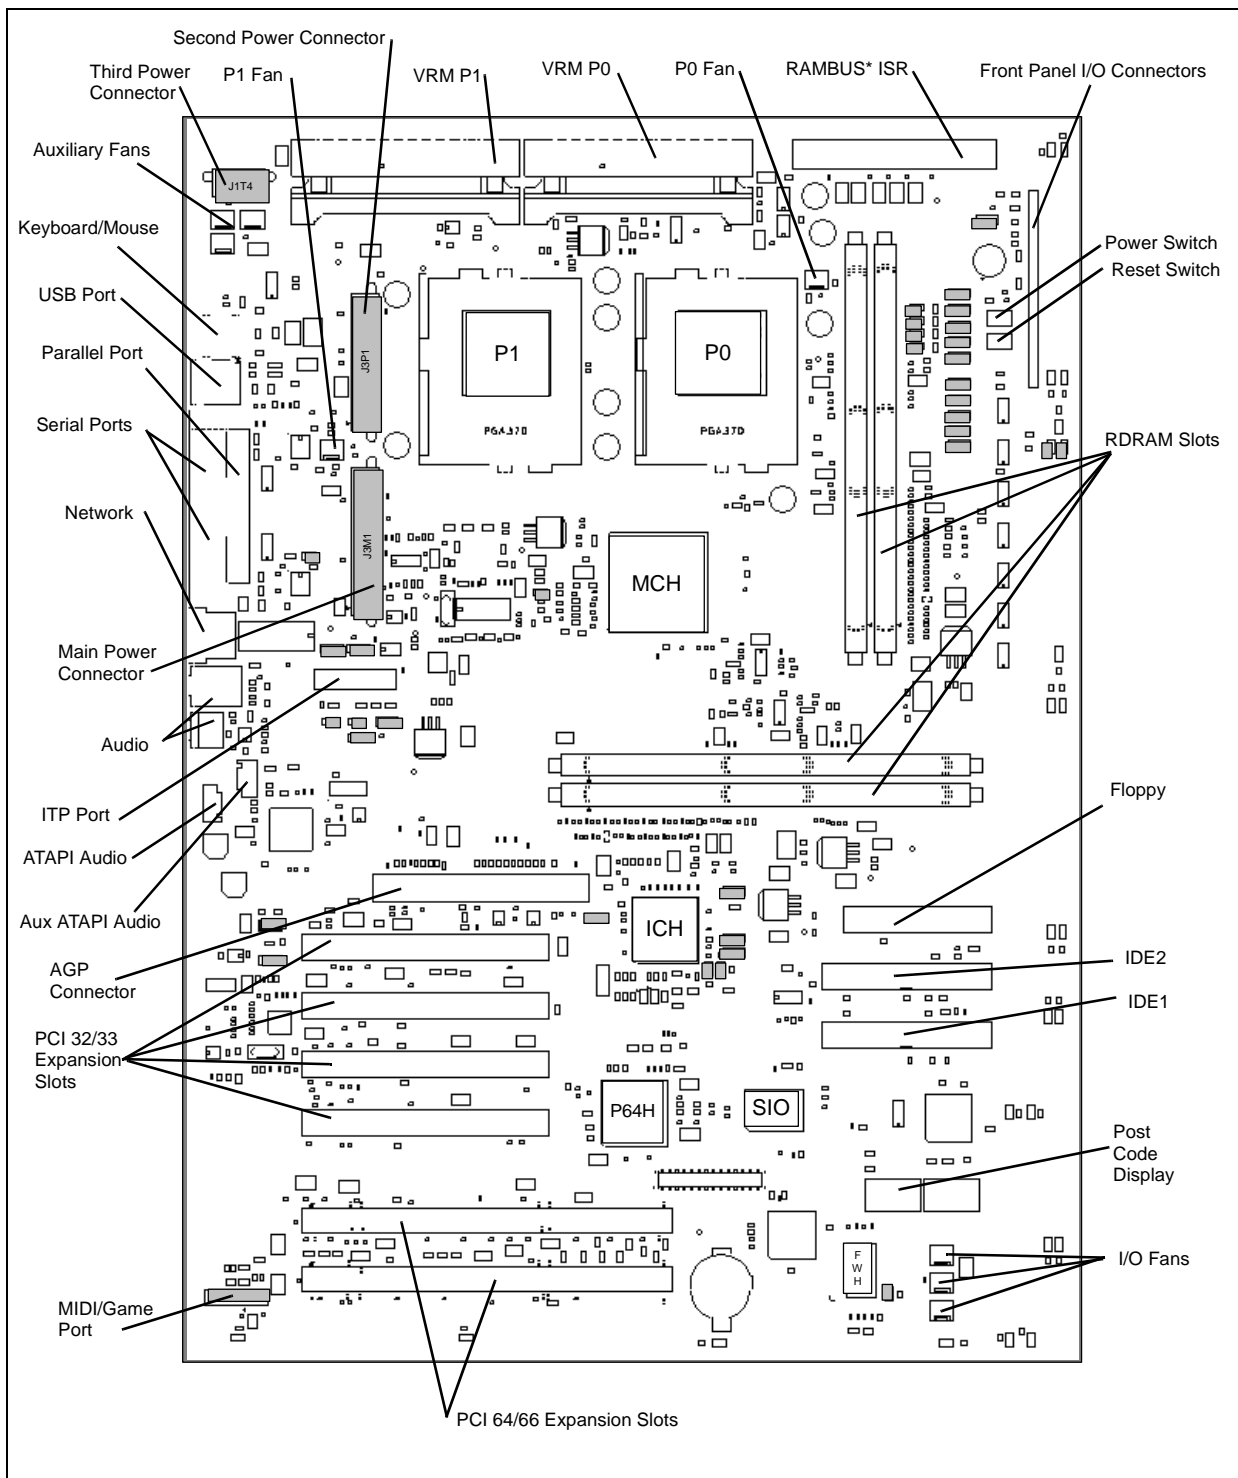 Second Power Connector
Third Power
Connector
P1 Fan
VRM P1
VRM P0
P0 Fan
RAMBUS* ISR
Front Panel I/O Connectors
Auxiliary Fans
J1T4
Keyboard/Mouse
Power Switch
Reset Switch
USB Port
Parallel Port
J3P1
P1
P0
Serial Ports
PGA370
PGA370
RDRAM Slots
Network
J3M1
MCH
Main Power
Connector
Audio
ITP Port
Floppy
ATAPI Audio
Aux ATAPI Audio
ICH
AGP
Connector
IDE2
IDE1
PCI 32/33
Expansion
Slots
P64H
SIO
Post
Code
Display
F
W
H
I/O Fans
MIDI/Game
Port
PCI 64/66 Expansion Slots